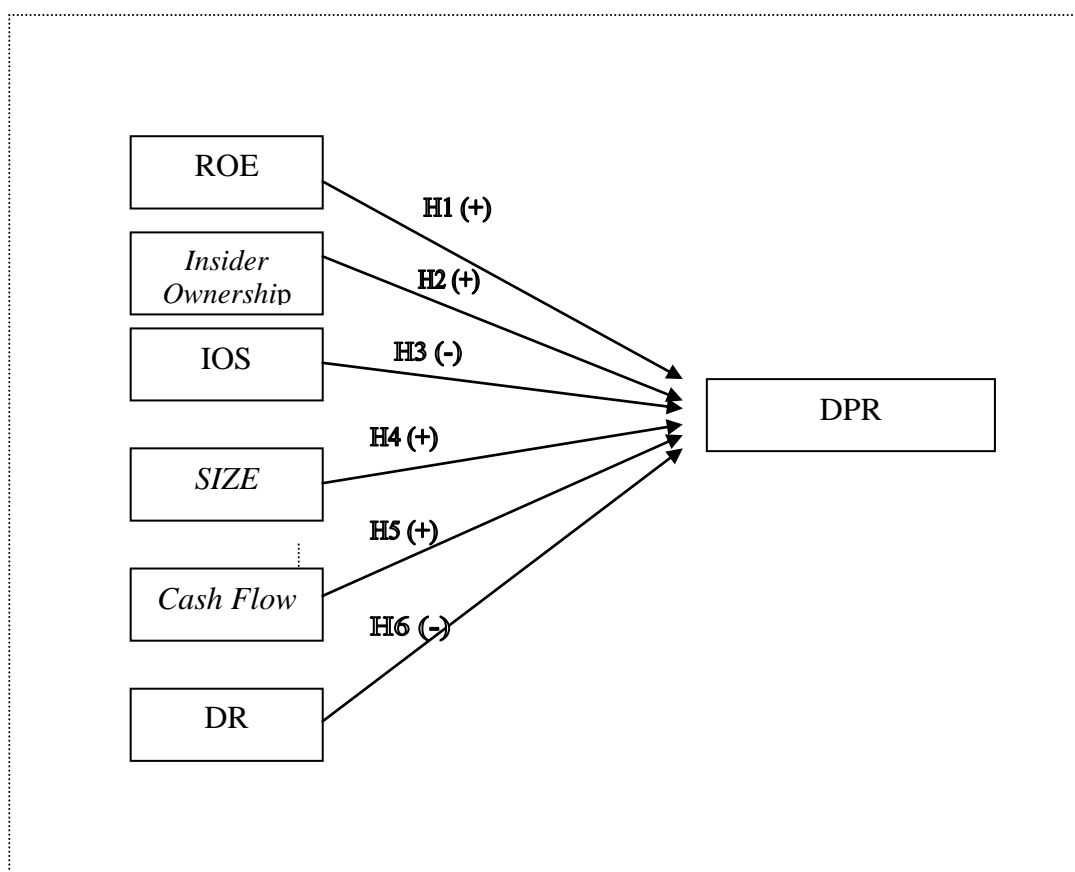 ROE
H1 (+)
Insider
Ownership
H2 (+)
IOS
H3 (-)
DPR
H4 (+)
SIZE
H5 (+)
Cash Flow
H6 (-)
DR